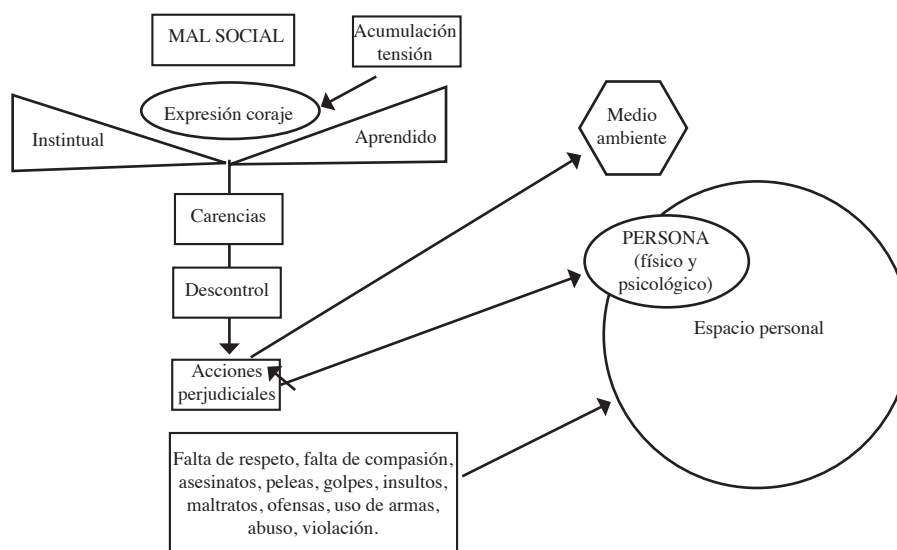 MAL SOCIAL
Acumulación
tensión
Expresión coraje
Instintual
Aprendido
Medio
ambiente
Carencias
PERSONA
(físico y
psicológico)
Descontrol
Espacio personal
Acciones
perjudiciales
Falta de respeto, falta de compasión,
asesinatos, peleas, golpes, insultos,
maltratos, ofensas, uso de armas,
abuso, violación.